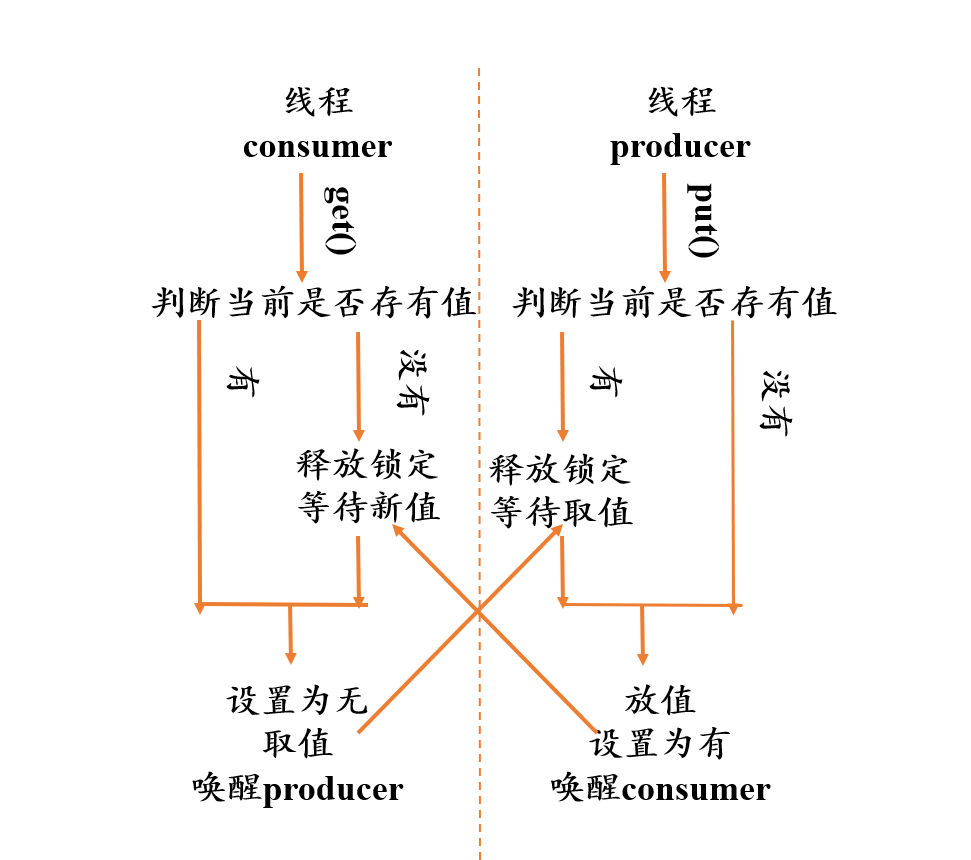 线程
consumer
get()
判断当前是否存有值
有
没有
释放锁定
等待新值
设置为无
取值
唤醒producer
线程
producer
put()
判断当前是否存有值
有
没有
释放锁定
等待取值
放值
设置为有
唤醒consumer